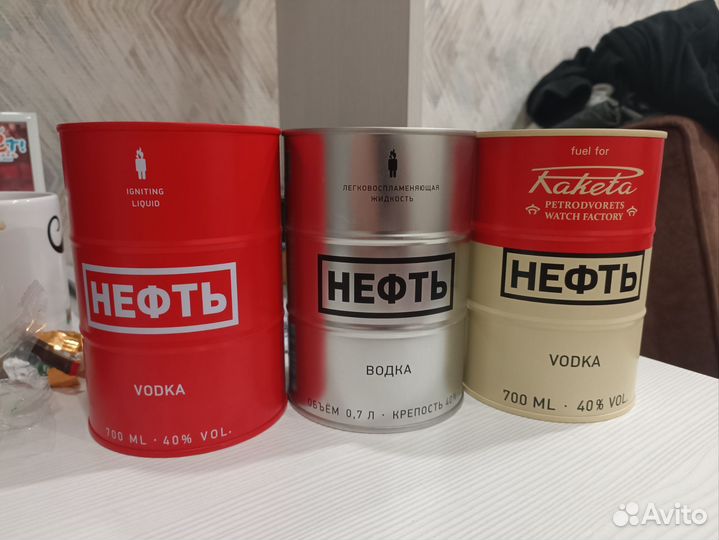 IGNITING
LIQUID
НЕФТЬ
VODKA
700 ML · 40% VOL.
ЛЕГКОВОСПЛАМЕНЯЮЩАЯ
ЖИДКОСТЬ
НЕФТЬ
ВОДКА
ОБЪЁМ 0,7 Л · КРЕПОСТЬ 40%
fuel for
Raketa
PETRODVORETS
WATCH FACTORY
НЕФТЬ
VODKA
700 ML · 40% VOL.
Avito